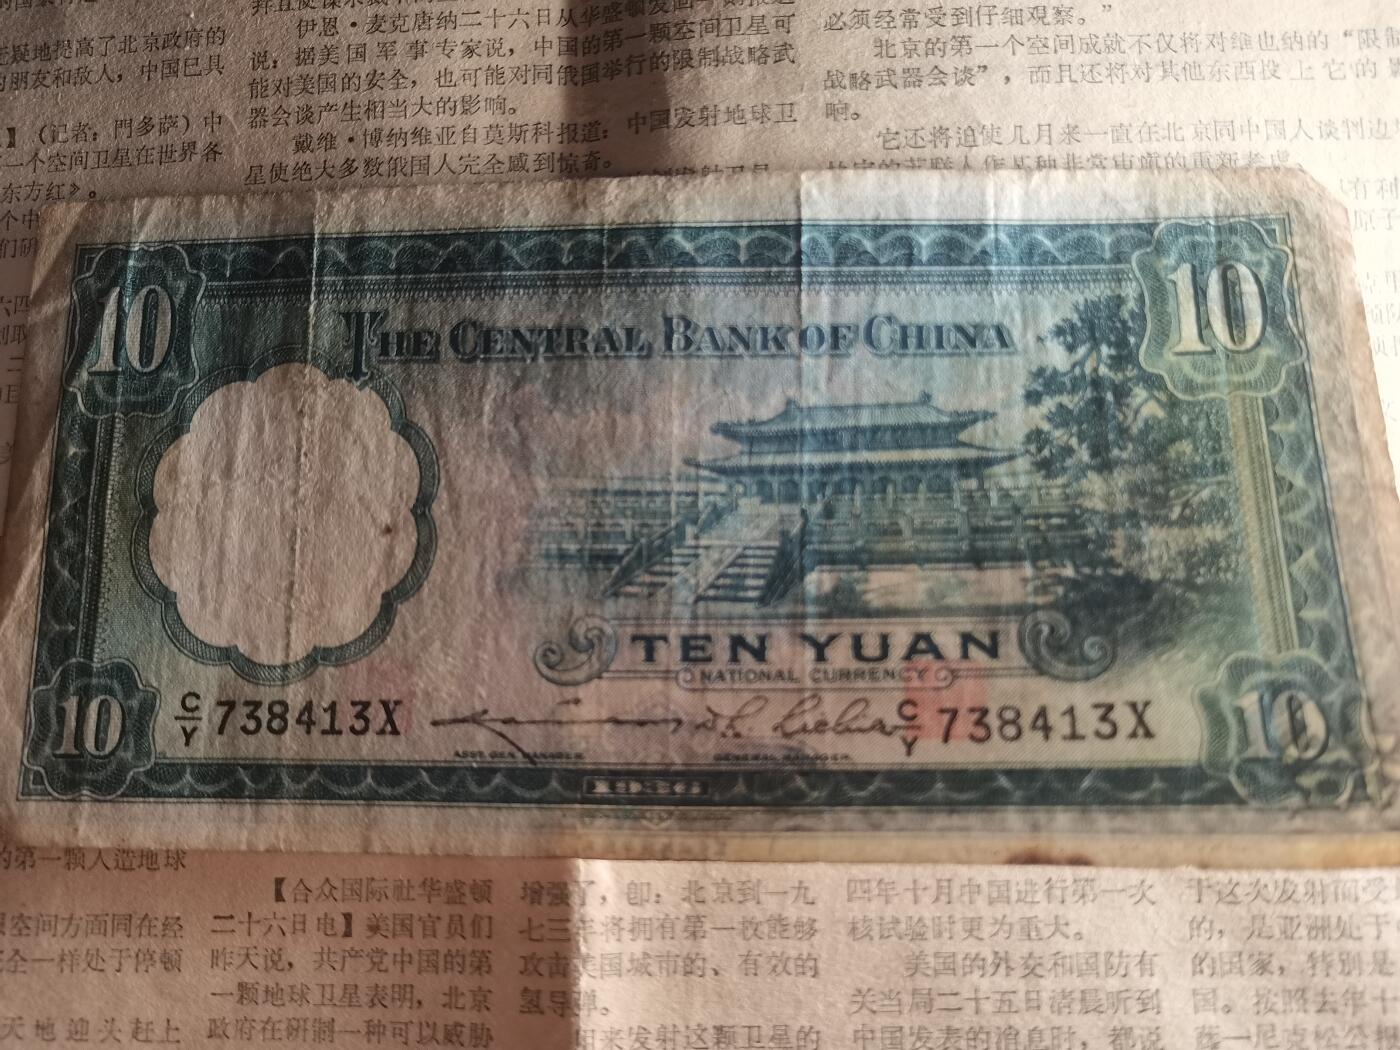 伊恩·麦克唐纳二十六日从华盛顿发
必须经常受到仔细观察。”
疑地提高了北京政府的
说：据美国军事专家说，中国的第一颗空间卫星可
北京的第一个空间成就不仅将对维也纳的“限制
的朋友和敌人，中国已具
能对美国的安全，也可能对同俄国举行的限制战略武
战略武器会谈”，而且还将对其他东西投上它的影
器会谈产生相当大的影响。
响。
】（记者：門多萨）中
戴维·博纳维亚自莫斯科报道：中国发射地球卫
它还将迫使几月来一直在北京同中国人谈判边
一个空间卫星在世界各
星使绝大多数俄国人完全感到惊奇。
东方红》。
10
10
THE CENTRAL BANK OF CHINA
TEN YUAN
NATIONAL CURRENCY
10
C/Y 738413X
C/Y 738413X
10
ASST. GEN. MANAGER
GENERAL MANAGER
1936
的第一颗人造地球
空间方面同在经
一样处于停顿
天地迎头赶上
【合众国际社华盛顿
二十六日电】美国官员们
昨天说，共产党中国的第
一颗地球卫星表明，北京
政府在研制一种可以威胁
增强了，即：北京到一九
七三年将拥有第一枚能够
攻击美国城市的、有效的
氢导弹。
用来发射这颗卫星的
四年十月中国进行第一次
核试验时更为重大。
美国的外交和国防有
关当局二十五日清晨听到
中国发表的消息时，都说
于这次发射而受
的，是亚洲处于
的国家，特别是
国。按照去年十